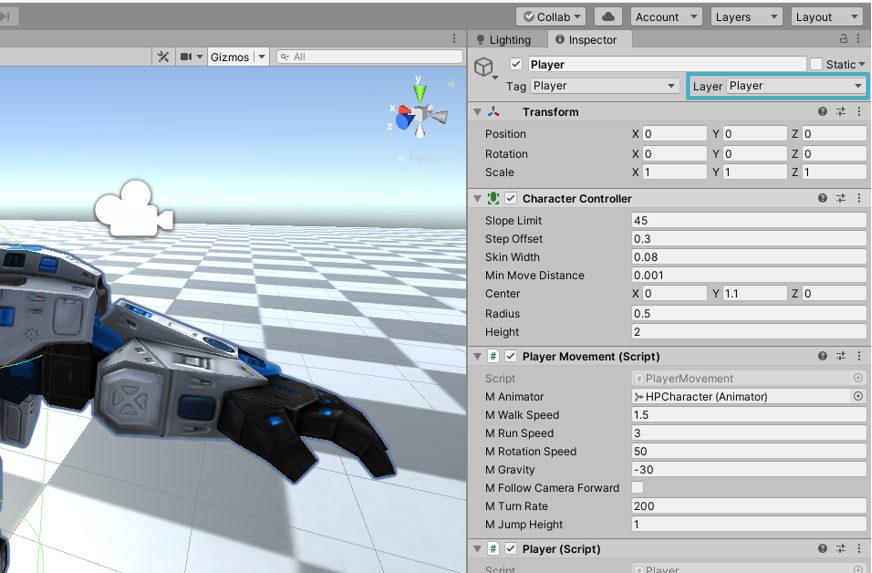 Collab Account Layers Layout
Lighting Inspector
Gizmos All
Player Static
Tag Player Layer Player
y
x
z
Persp
Transform
Position X 0 Y 0 Z 0
Rotation X 0 Y 0 Z 0
Scale X 1 Y 1 Z 1
Character Controller
Slope Limit 45
Step Offset 0.3
Skin Width 0.08
Min Move Distance 0.001
Center X 0 Y 1.1 Z 0
Radius 0.5
Height 2
Player Movement (Script)
Script PlayerMovement
M Animator HPCharacter (Animator)
M Walk Speed 1.5
M Run Speed 3
M Rotation Speed 50
M Gravity -30
M Follow Camera Forward
M Turn Rate 200
M Jump Height 1
Player (Script)
Script Player